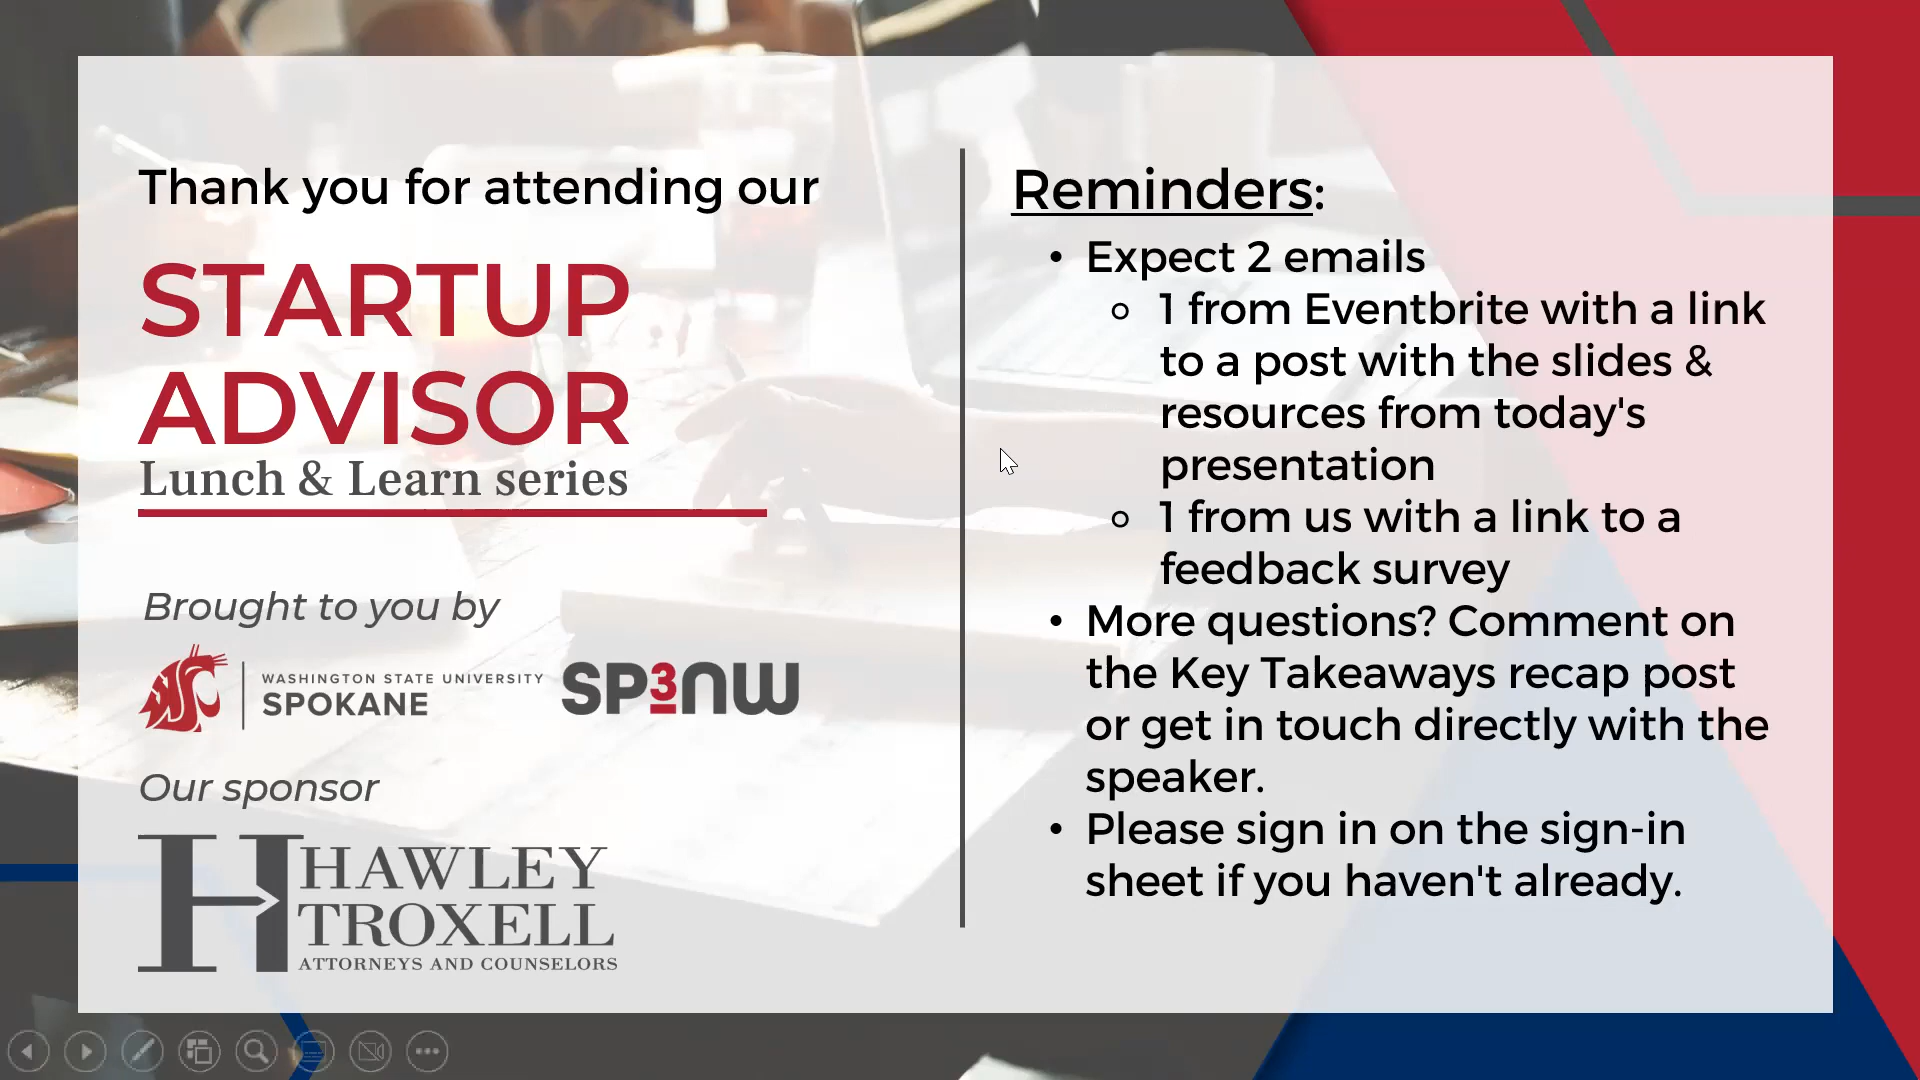 Thank you for attending our
STARTUP
ADVISOR
Lunch & Learn series
Brought to you by
WASHINGTON STATE UNIVERSITY
SPOKANE
SP3NW
Our sponsor
HAWLEY
TROXELL
ATTORNEYS AND COUNSELORS
Reminders:
• Expect 2 emails
○ 1 from Eventbrite with a link
to a post with the slides &
resources from today's
presentation
○ 1 from us with a link to a
feedback survey
• More questions? Comment on
the Key Takeaways recap post
or get in touch directly with the
speaker.
• Please sign in on the sign-in
sheet if you haven't already.